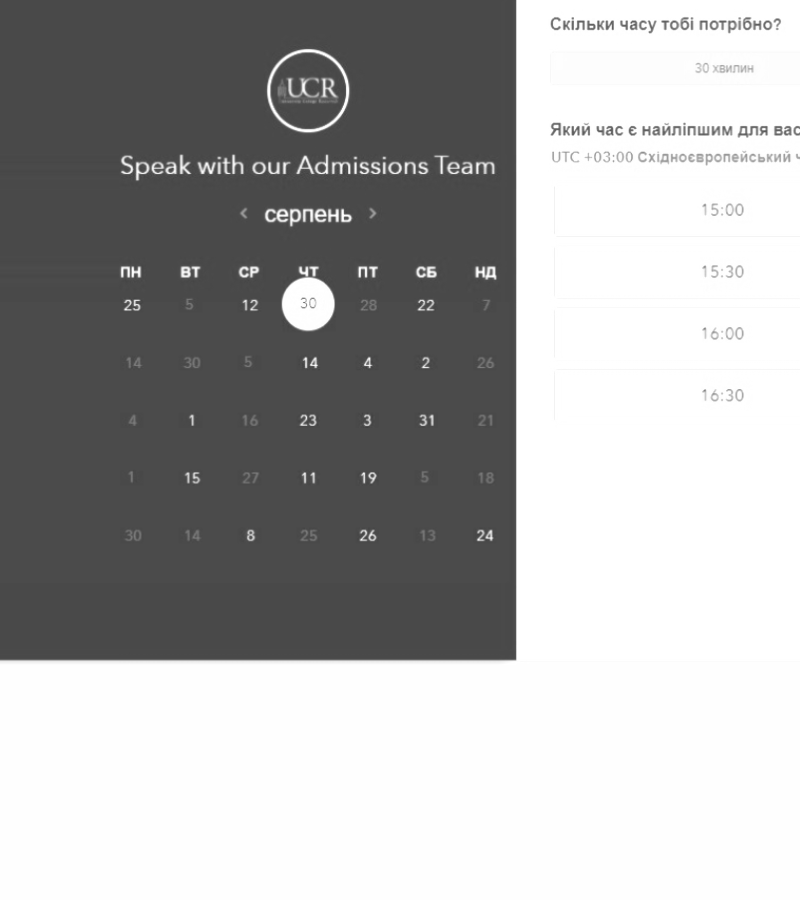 UCR
Speak with our Admissions Team
серпень
ПН ВТ СР ЧТ ПТ СБ НД
25 5 12 30 28 22 7
14 30 5 14 4 2 26
4 1 16 23 3 31 21
1 15 27 11 19 5 18
30 14 8 25 26 13 24
Скільки часу тобі потрібно?
30 хвилин
Який час є найліпшим для вас
UTC +03:00 Східноєвропейський ч
15:00
15:30
16:00
16:30